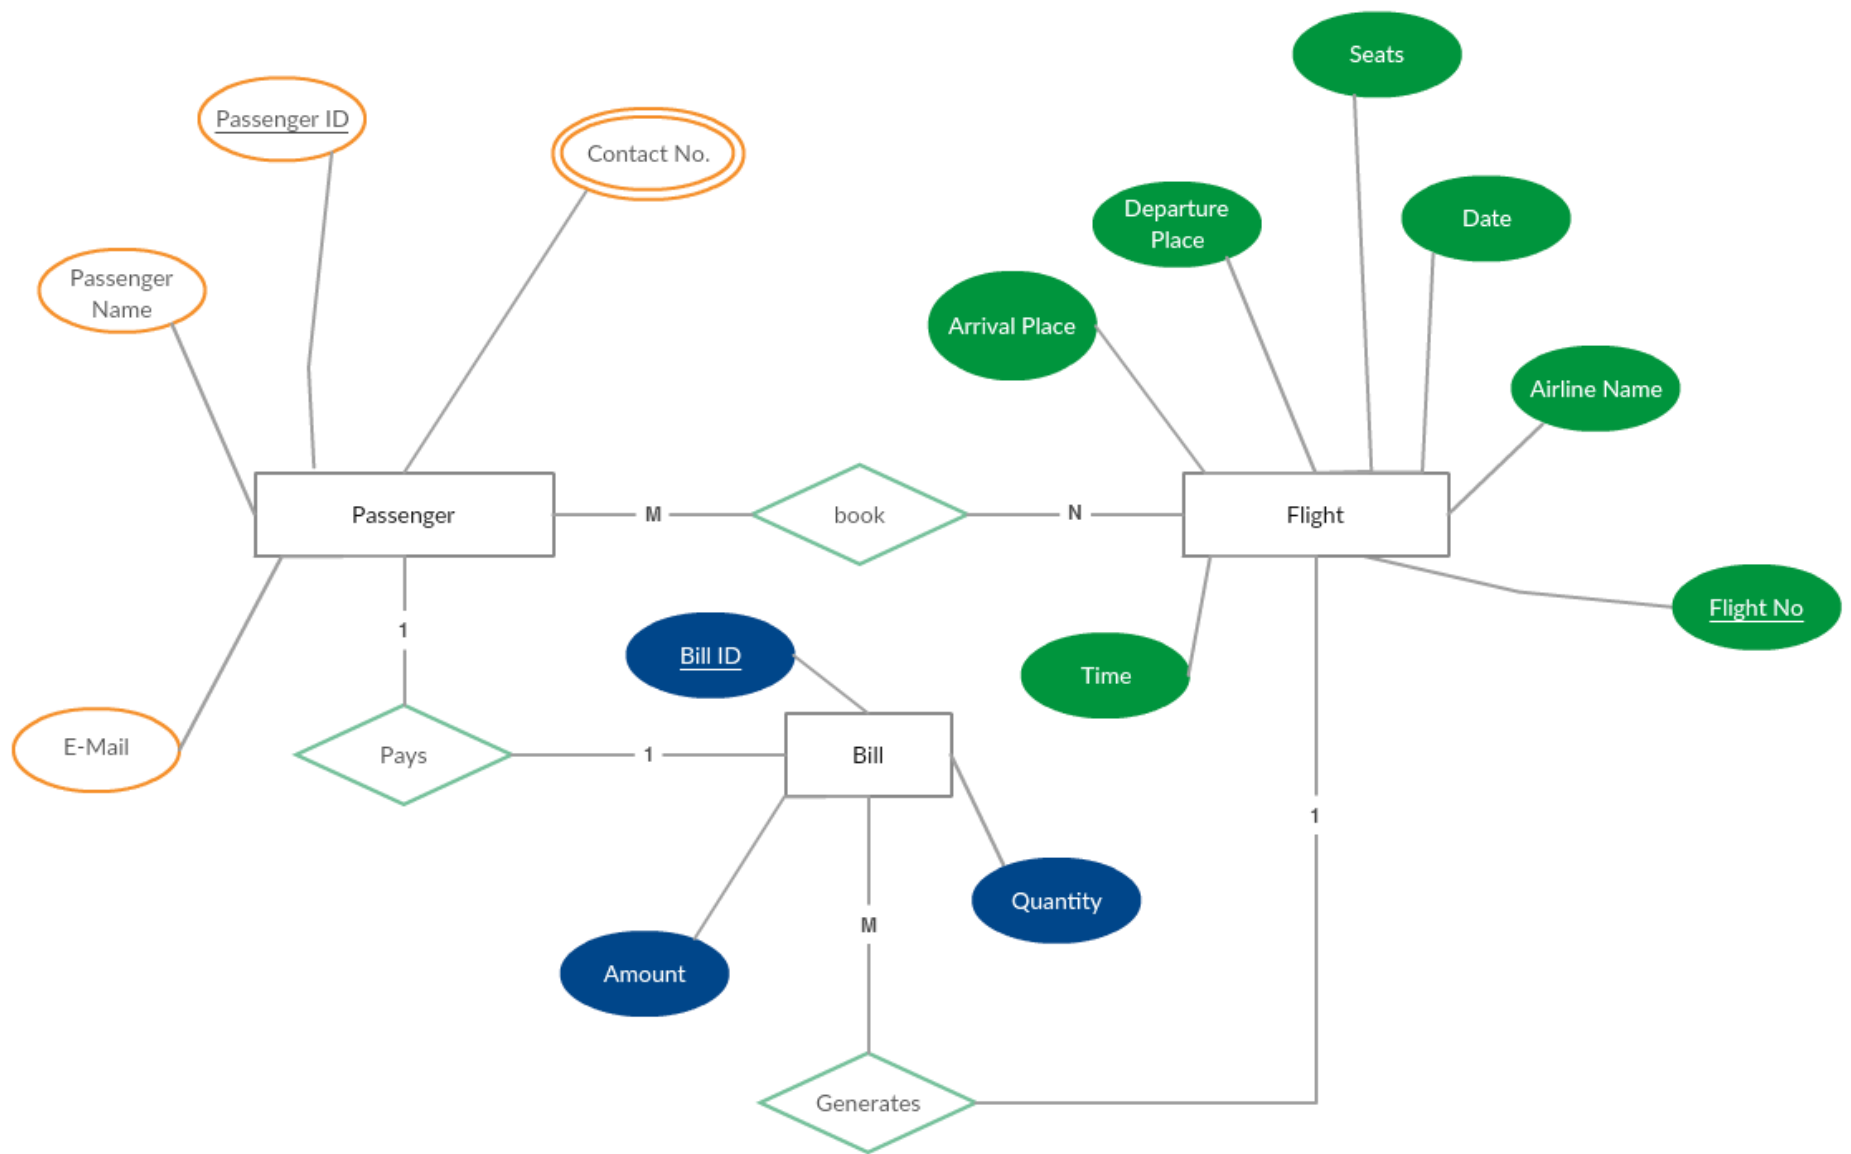 Seats
Passenger ID
Contact No.
Departure
Place
Date
Passenger
Name
Arrival Place
Airline Name
Passenger
M
book
N
Flight
Flight No
1
Bill ID
Time
E-Mail
Pays
1
Bill
1
Quantity
M
Amount
Generates